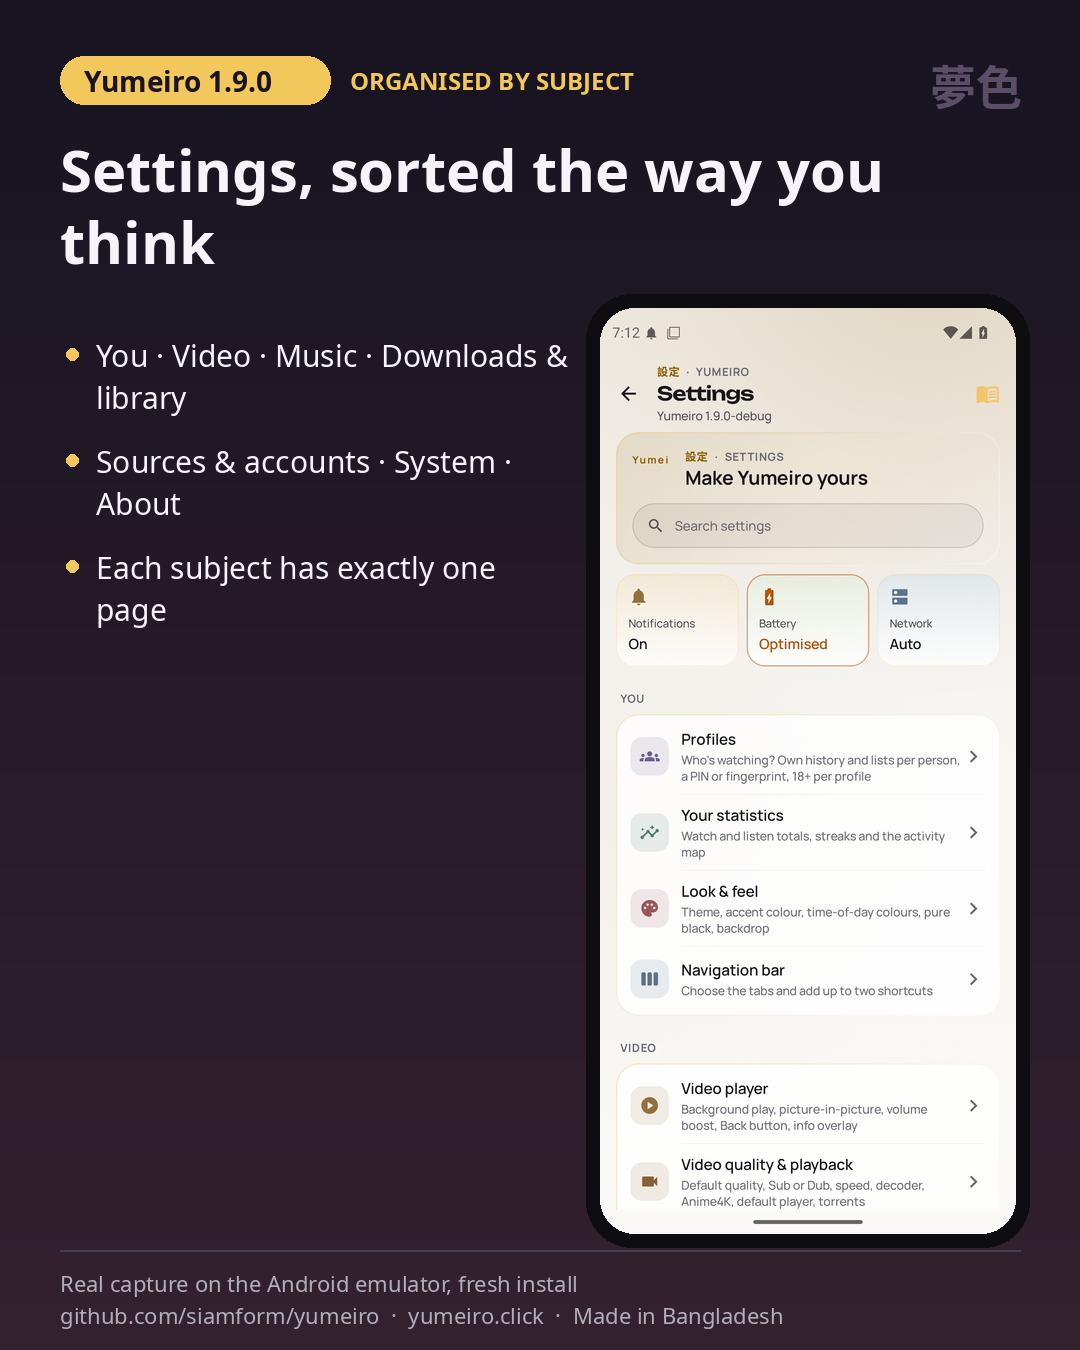 Yumeiro 1.9.0
ORGANISED BY SUBJECT
夢色
Settings, sorted the way you
think
You · Video · Music · Downloads &
library
Sources & accounts · System ·
About
Each subject has exactly one
page
7:12
設定 · YUMEIRO
Settings
Yumeiro 1.9.0-debug
Yumei
設定 · SETTINGS
Make Yumeiro yours
Search settings
Notifications
On
Battery
Optimised
Network
Auto
YOU
Profiles
Who's watching? Own history and lists per person,
a PIN or fingerprint, 18+ per profile
Your statistics
Watch and listen totals, streaks and the activity
map
Look & feel
Theme, accent colour, time-of-day colours, pure
black, backdrop
Navigation bar
Choose the tabs and add up to two shortcuts
VIDEO
Video player
Background play, picture-in-picture, volume
boost, Back button, info overlay
Video quality & playback
Default quality, Sub or Dub, speed, decoder,
Anime4K, default player, torrents
Real capture on the Android emulator, fresh install
github.com/siamform/yumeiro · yumeiro.click · Made in Bangladesh